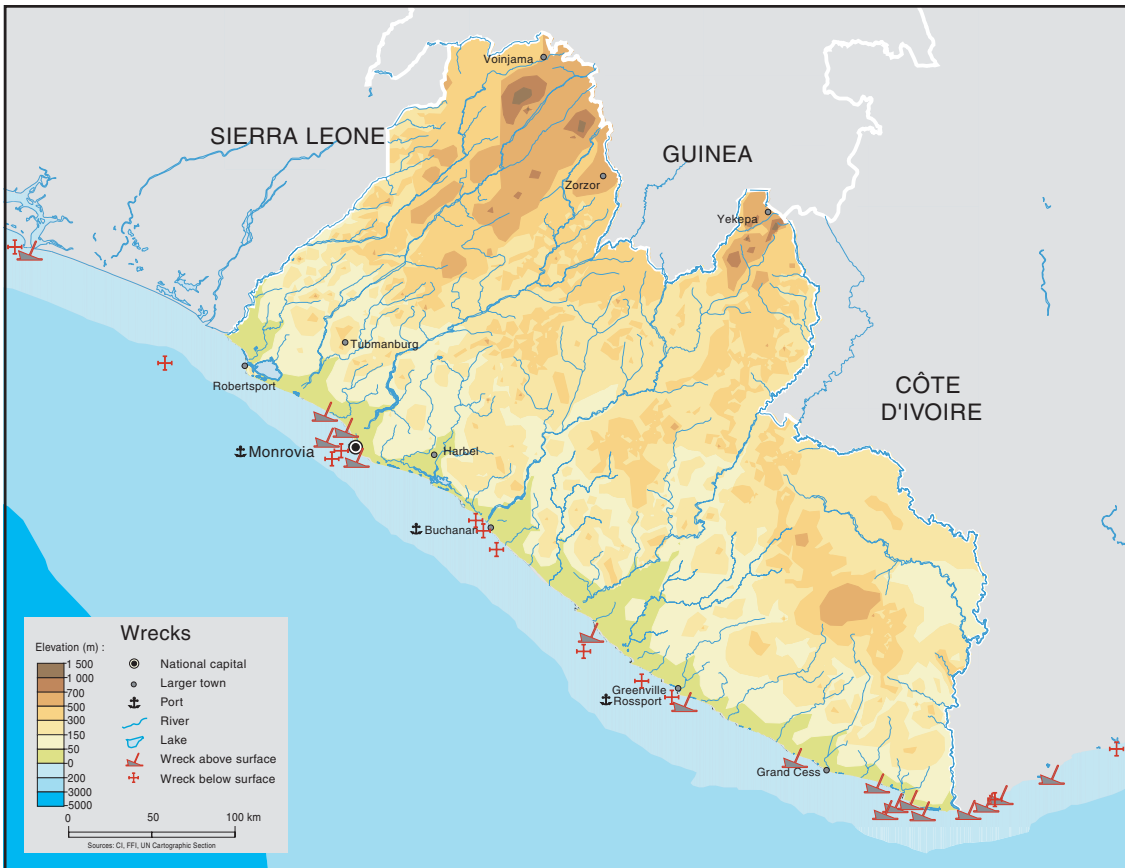 Voinjama
SIERRA LEONE
GUINEA
Zorzor
Yekepa
Tubmanburg
Robertsport
CÔTE
D'IVOIRE
Monrovia
Harbel
Buchanan
Greenville
Rossport
Grand Cess
Wrecks
Elevation (m) :
1 500
1 000
700
500
300
150
50
0
-200
-3000
-5000
National capital
Larger town
Port
River
Lake
Wreck above surface
Wreck below surface
0 50 100 km
Sources: CI, FFI, UN Cartographic Section